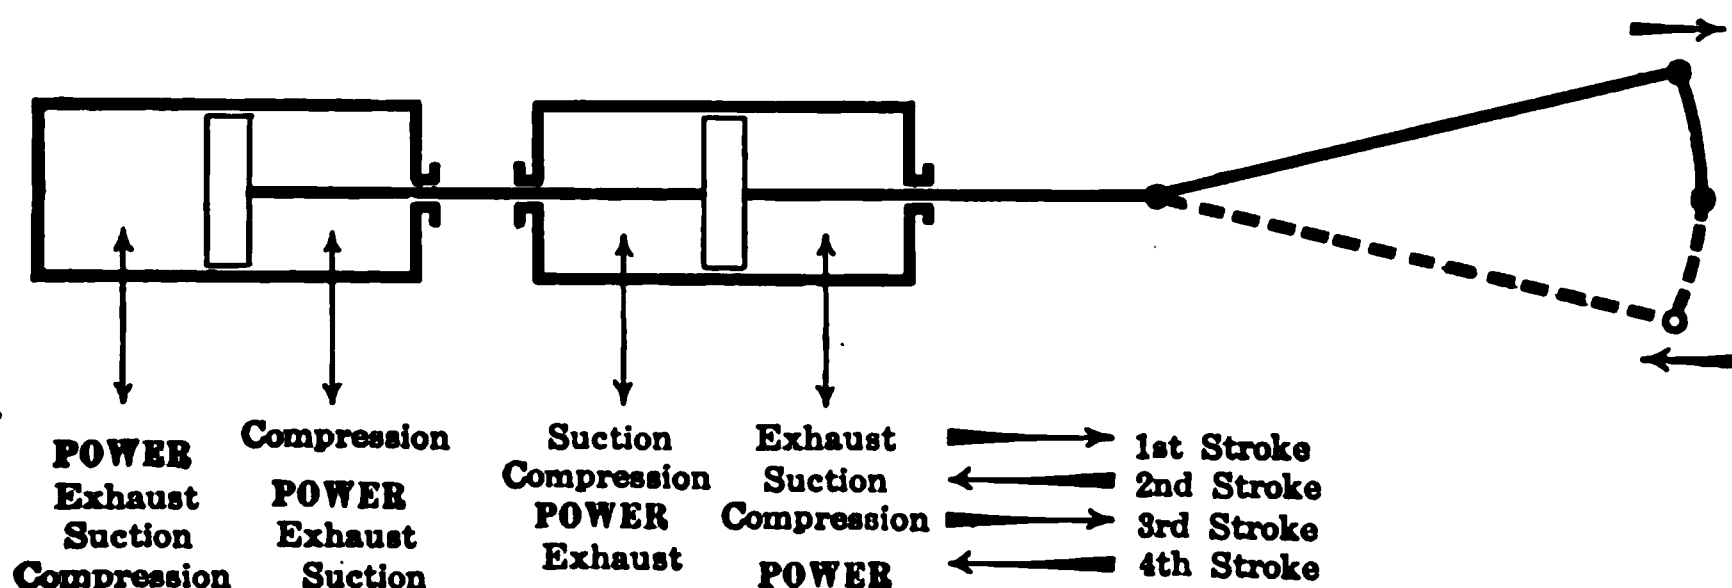 POWER Compression Suction Exhaust 1st Stroke
Exhaust POWER Compression Suction 2nd Stroke
Suction Exhaust POWER Compression 3rd Stroke
Compression Suction Exhaust POWER 4th Stroke